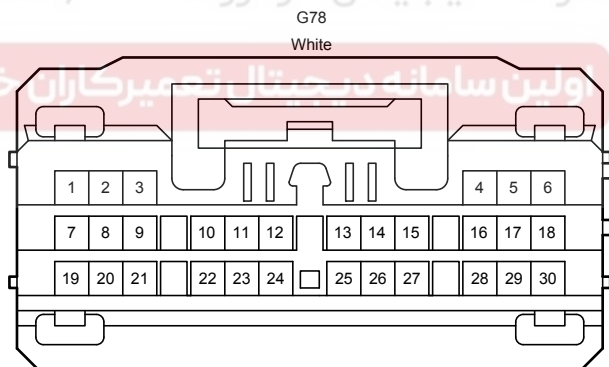 G78
White
اولین سامانه دیجیتال تعمیرکاران خ
1 2 3 4 5 6
7 8 9 10 11 12 13 14 15 16 17 18
19 20 21 22 23 24 25 26 27 28 29 30